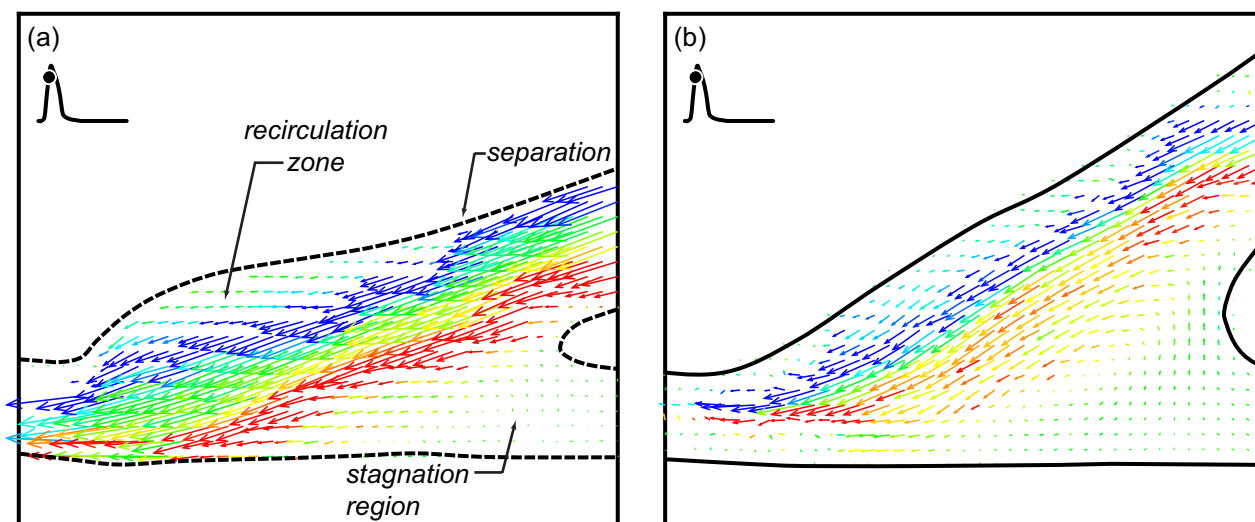 (a)
recirculation
zone
separation
stagnation
region
(b)